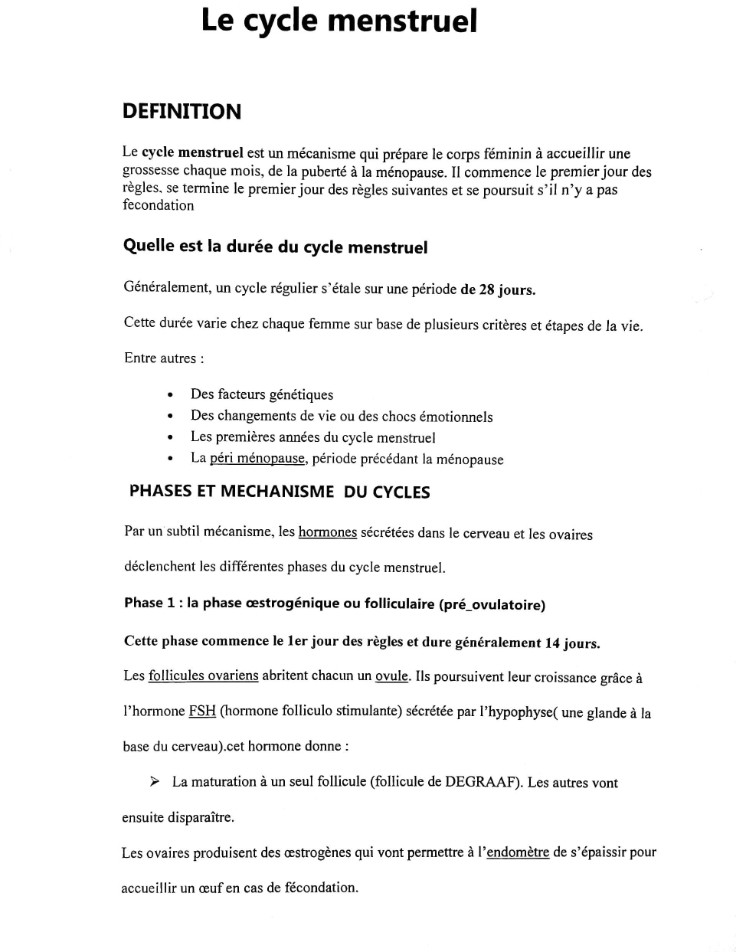 Le cycle menstruel
DEFINITION
Le cycle menstruel est un mécanisme qui prépare le corps féminin à accueillir une
grossesse chaque mois, de la puberté à la ménopause. Il commence le premier jour des
règles. se termine le premier jour des règles suivantes et se poursuit s'il n'y a pas
fecondation
Quelle est la durée du cycle menstruel
Généralement, un cycle régulier s'étale sur une période de 28 jours.
Cette durée varie chez chaque femme sur base de plusieurs critères et étapes de la vie.
Entre autres :
• Des facteurs génétiques
• Des changements de vie ou des chocs émotionnels
• Les premières années du cycle menstruel
• La péri ménopause, période précédant la ménopause
PHASES ET MECHANISME DU CYCLES
Par un subtil mécanisme, les hormones sécrétées dans le cerveau et les ovaires
déclenchent les différentes phases du cycle menstruel.
Phase 1 : la phase œstrogénique ou folliculaire (pré_ovulatoire)
Cette phase commence le 1er jour des règles et dure généralement 14 jours.
Les follicules ovariens abritent chacun un ovule. Ils poursuivent leur croissance grâce à
l'hormone FSH (hormone folliculo stimulante) sécrétée par l'hypophyse( une glande à la
base du cerveau).cet hormone donne :
➢ La maturation à un seul follicule (follicule de DEGRAAF). Les autres vont
ensuite disparaître.
Les ovaires produisent des œstrogènes qui vont permettre à l'endomètre de s'épaissir pour
accueillir un œuf en cas de fécondation.